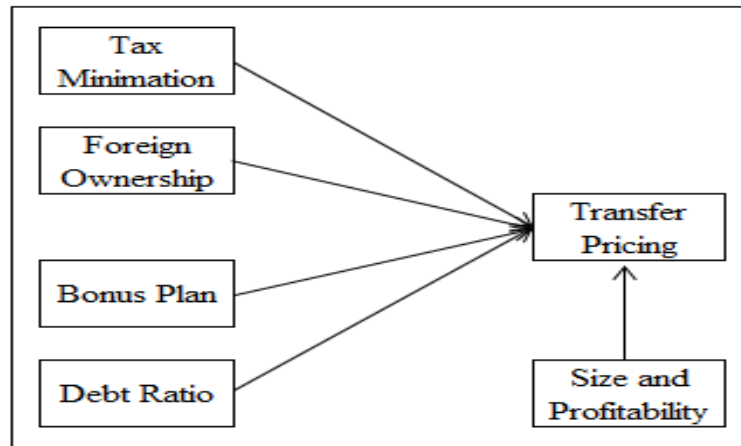 Tax
Minimation
Foreign
Ownership
Transfer
Pricing
Bonus Plan
Debt Ratio
Size and
Profitability